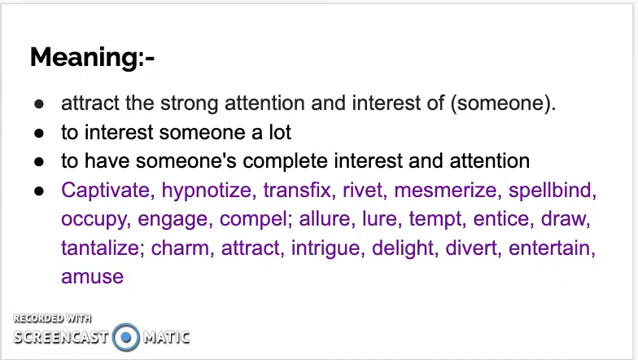 Meaning:-
● attract the strong attention and interest of (someone).
● to interest someone a lot
● to have someone's complete interest and attention
● Captivate, hypnotize, transfix, rivet, mesmerize, spellbind,
occupy, engage, compel; allure, lure, tempt, entice, draw,
tantalize; charm, attract, intrigue, delight, divert, entertain,
amuse
RECORDED WITH
SCREENCAST MATIC